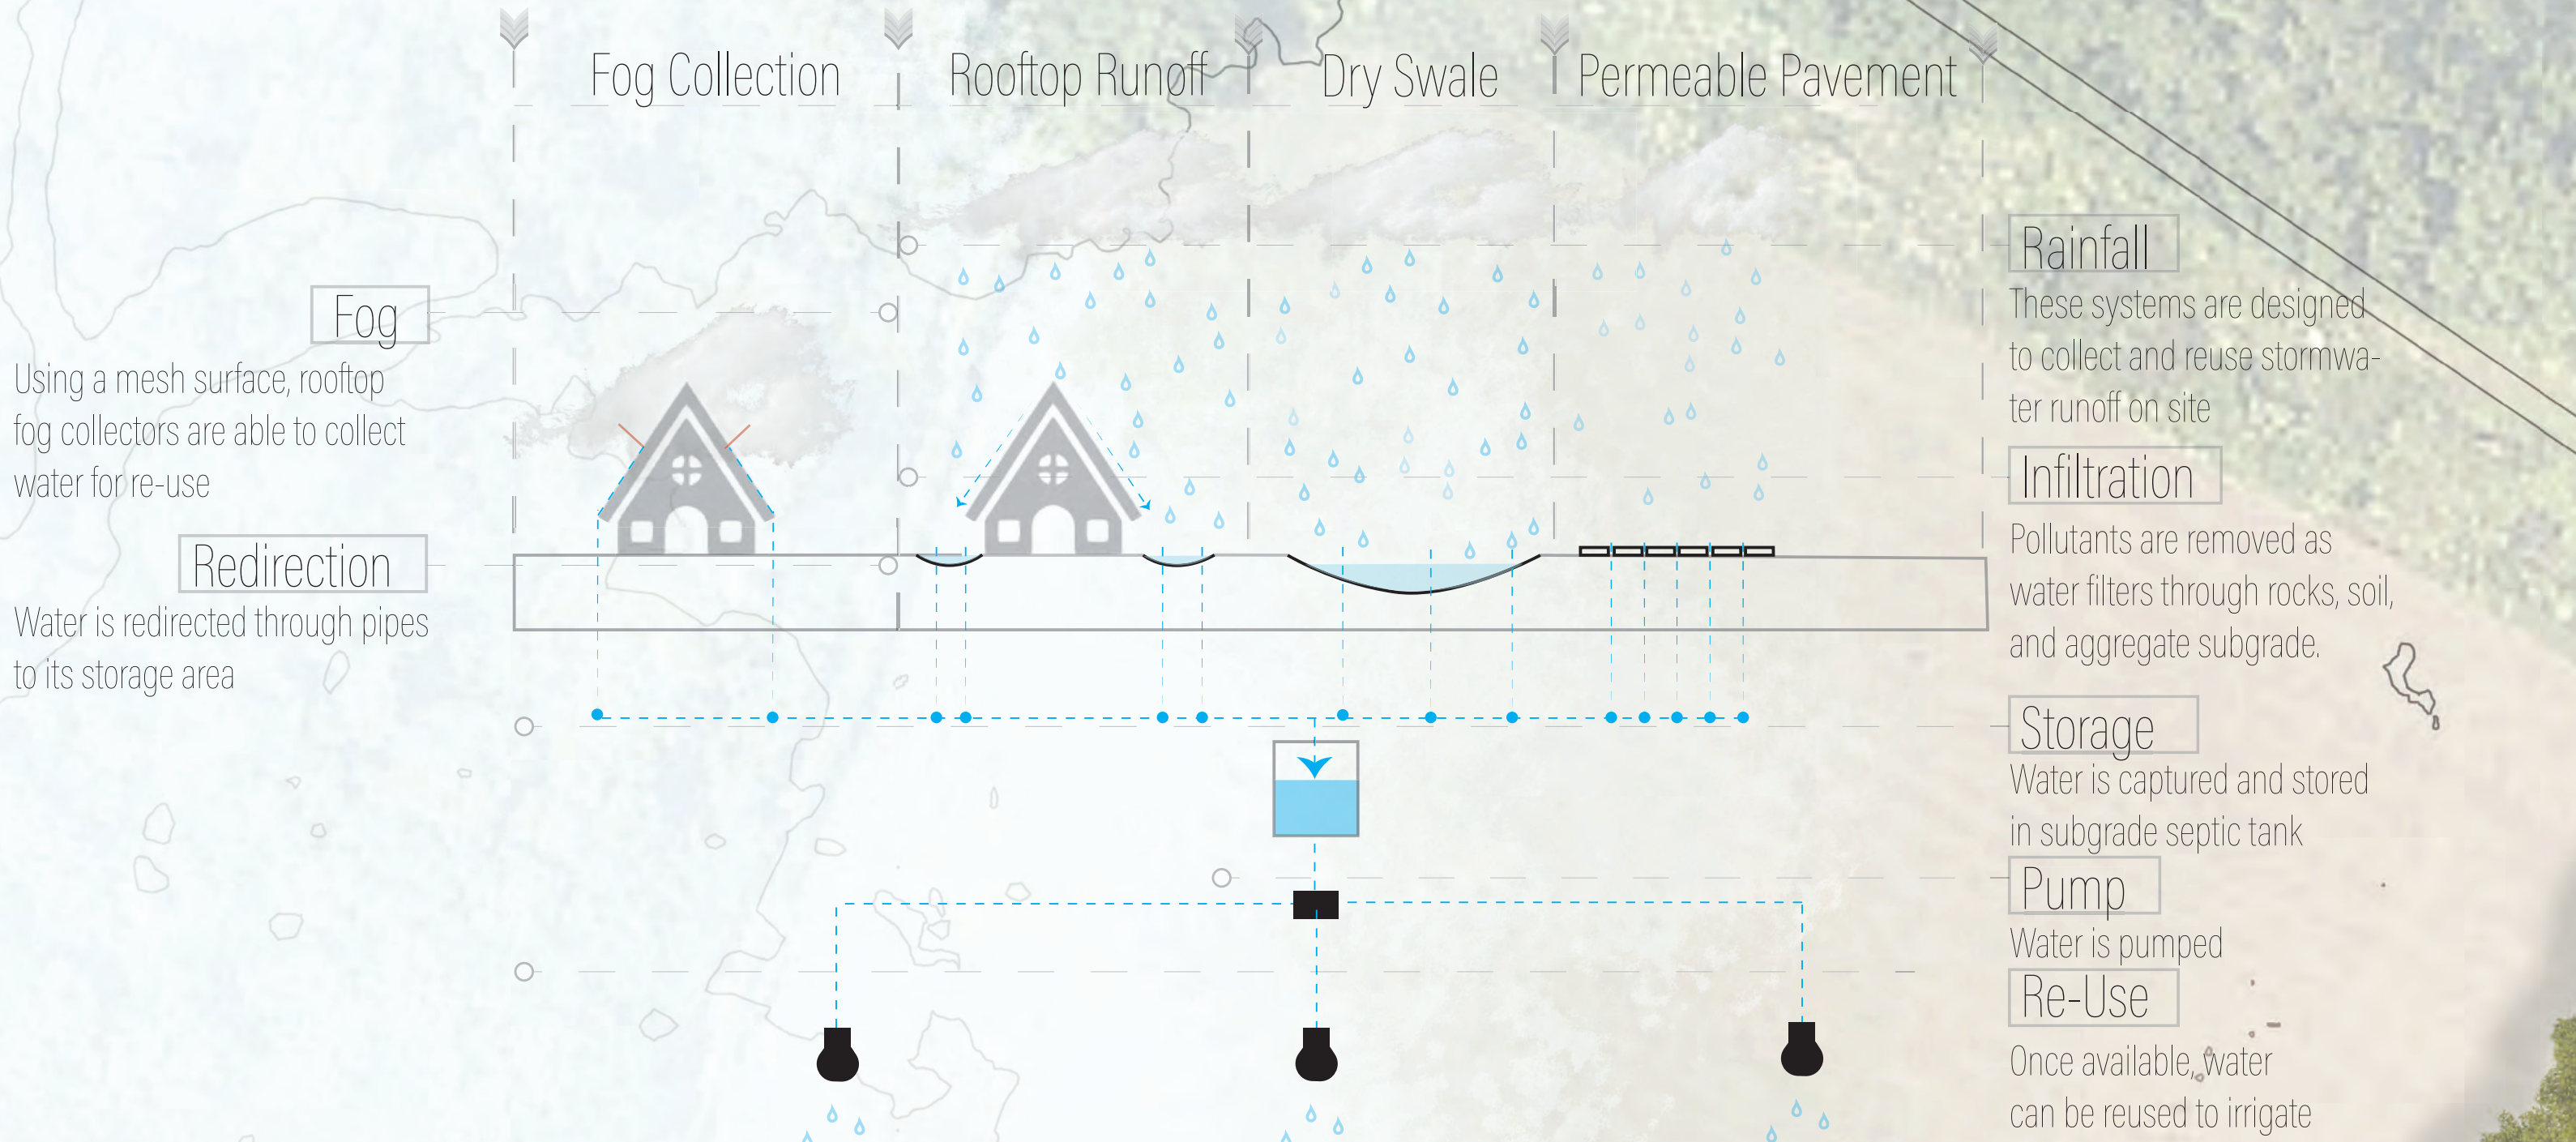 Fog Collection
Rooftop Runoff
Dry Swale
Permeable Pavement
Fog
Using a mesh surface, rooftop
fog collectors are able to collect
water for re-use
Redirection
Water is redirected through pipes
to its storage area
Rainfall
These systems are designed
to collect and reuse stormwa-
ter runoff on site
Infiltration
Pollutants are removed as
water filters through rocks, soil,
and aggregate subgrade.
Storage
Water is captured and stored
in subgrade septic tank
Pump
Water is pumped
Re-Use
Once available, water
can be reused to irrigate